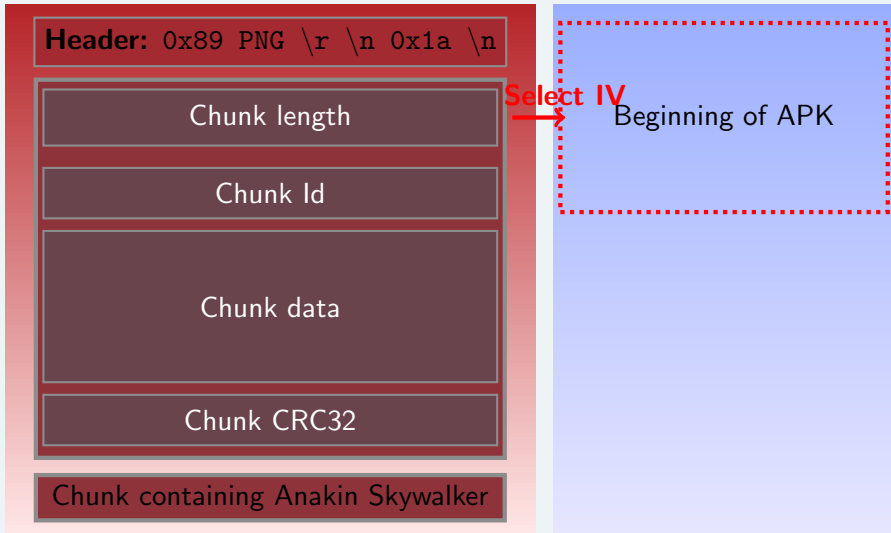 Header: 0x89 PNG \r \n 0x1a \n
Chunk length
Select IV
Beginning of APK
Chunk Id
Chunk data
Chunk CRC32
Chunk containing Anakin Skywalker